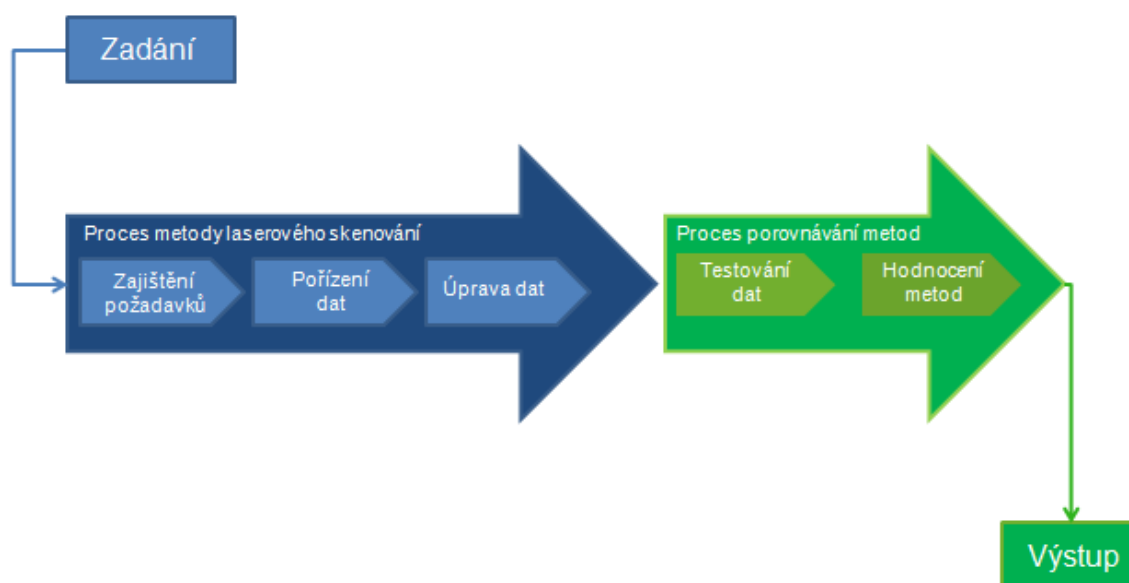 Zadání
Proces metody laserového skenování
Zajištění
požadavků
Pořízení
dat
Úprava dat
Proces porovnávání metod
Testování
dat
Hodnocení
metod
Výstup